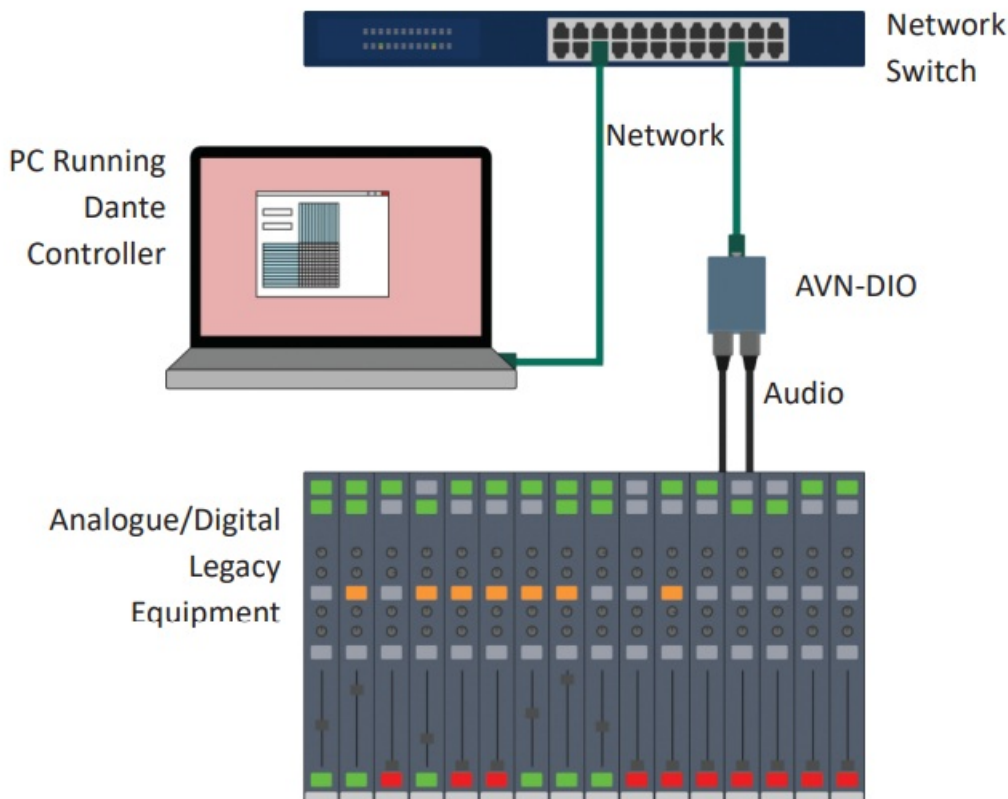 Network
Switch
Network
PC Running
Dante
Controller
AVN-DIO
Audio
Analogue/Digital
Legacy
Equipment